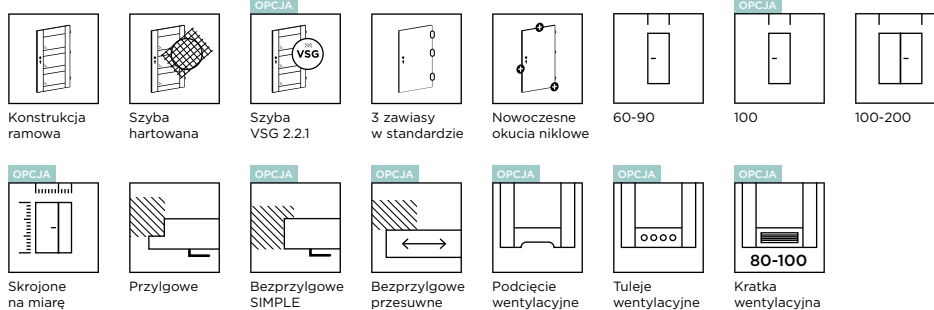 OPCJA
OPCJA
VSG
Konstrukcja
ramowa
Szyba
hartowana
Szyba
VSG 2.2.1
3 zawiasy
w standardzie
Nowoczesne
okucia niklowe
60-90
100
100-200
OPCJA
OPCJA
OPCJA
OPCJA
OPCJA
OPCJA
80-100
Skrojone
na miarę
Przylgowe
Bezprzylgowe
SIMPLE
Bezprzylgowe
przesuwne
Podcięcie
wentylacyjne
Tuleje
wentylacyjne
Kratka
wentylacyjna